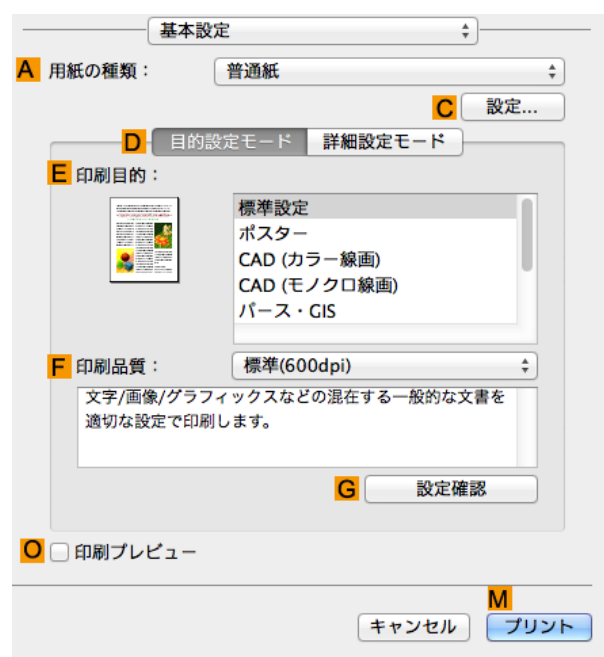 基本設定
A 用紙の種類： 普通紙
C 設定...
D 目的設定モード 詳細設定モード
E 印刷目的：
標準設定
ポスター
CAD (カラー線画)
CAD (モノクロ線画)
パース・GIS
F 印刷品質： 標準(600dpi)
文字/画像/グラフィックスなどの混在する一般的な文書を
適切な設定で印刷します。
G 設定確認
O 印刷プレビュー
M
キャンセル プリント